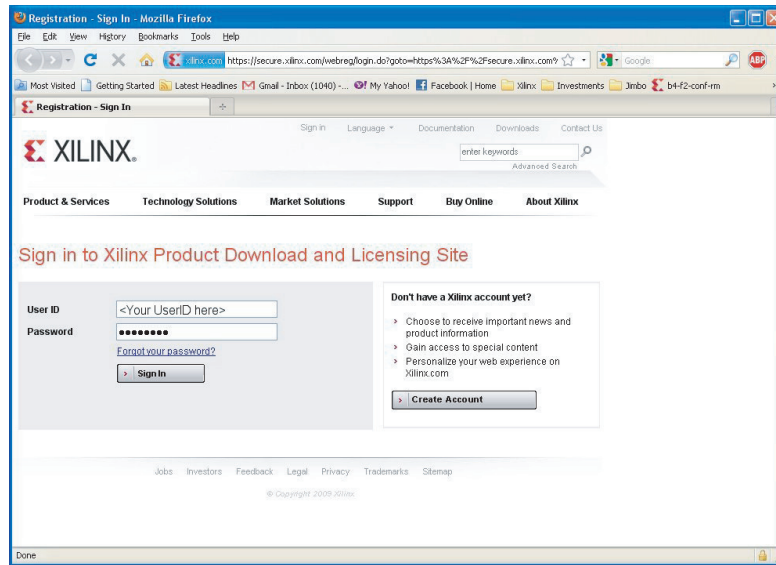 Registration - Sign In - Mozilla Firefox
File Edit View History Bookmarks Tools Help
xilinx.com https://secure.xilinx.com/webreg/login.do?goto=https%3A%2F%2Fsecure.xilinx.com% Google ABP
Most Visited Getting Started Latest Headlines Gmail - Inbox (1040) -... My Yahoo! Facebook | Home Xilinx Investments Jimbo b4-f2-conf-rm
Registration - Sign In
Sign in Language Documentation Downloads Contact Us
XILINX®
enter keywords
Advanced Search
Product & Services Technology Solutions Market Solutions Support Buy Online About Xilinx
Sign in to Xilinx Product Download and Licensing Site
User ID <Your UserID here>
Password ••••••••
Forgot your password?
Sign In
Don't have a Xilinx account yet?
Choose to receive important news and
product information
Gain access to special content
Personalize your web experience on
Xilinx.com
Create Account
Jobs Investors Feedback Legal Privacy Trademarks Sitemap
© Copyright 2009 Xilinx
Done